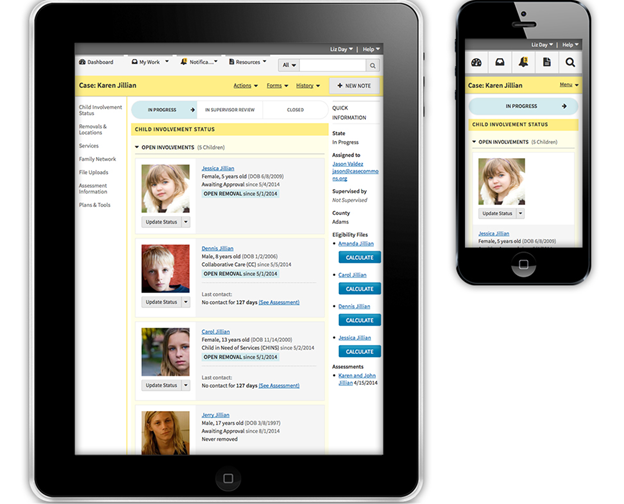 Liz Day Help
Dashboard My Work Notifica... Resources All
Case: Karen Jillian Actions Forms History + NEW NOTE
Child Involvement
Status
Removals &
Locations
Services
Family Network
File Uploads
Assessment
Information
Plans & Tools
IN PROGRESS IN SUPERVISOR REVIEW CLOSED
CHILD INVOLVEMENT STATUS
OPEN INVOLVEMENTS (5 Children)
Jessica Jillian
Female, 5 years old (DOB 6/8/2009)
Awaiting Approval since 5/4/2014
OPEN REMOVAL since 5/1/2014
Update Status
Dennis Jillian
Male, 8 years old (DOB 1/2/2006)
Collaborative Care (CC) since 5/5/2014
OPEN REMOVAL since 5/1/2014
Last contact:
No contact for 127 days (See Assessment)
Update Status
Carol Jillian
Female, 13 years old (DOB 11/14/2000)
Child in Need of Services (CHINS) since 5/2/2014
OPEN REMOVAL since 5/1/2014
Last contact:
No contact for 127 days (See Assessment)
Update Status
Jerry Jillian
Male, 17 years old (DOB 3/8/1997)
Awaiting Approval since 8/1/2014
Never removed
QUICK
INFORMATION
State
In Progress
Assigned to
Jason Valdez
jason@casecomm
ns.org
Supervised by
Not Supervised
County
Adams
Eligibility Files
Amanda Jillian
CALCULATE
Carol Jillian
CALCULATE
Dennis Jillian
CALCULATE
Jessica Jillian
CALCULATE
Assessments
Karen and John
Jillian 4/15/2014
Liz Day Help
Case: Karen Jillian Menu
IN PROGRESS
CHILD INVOLVEMENT STATUS
OPEN INVOLVEMENTS (5 Children)
Update Status
Jessica Jillian
Female, 5 years old (DOB 6/8/2009)